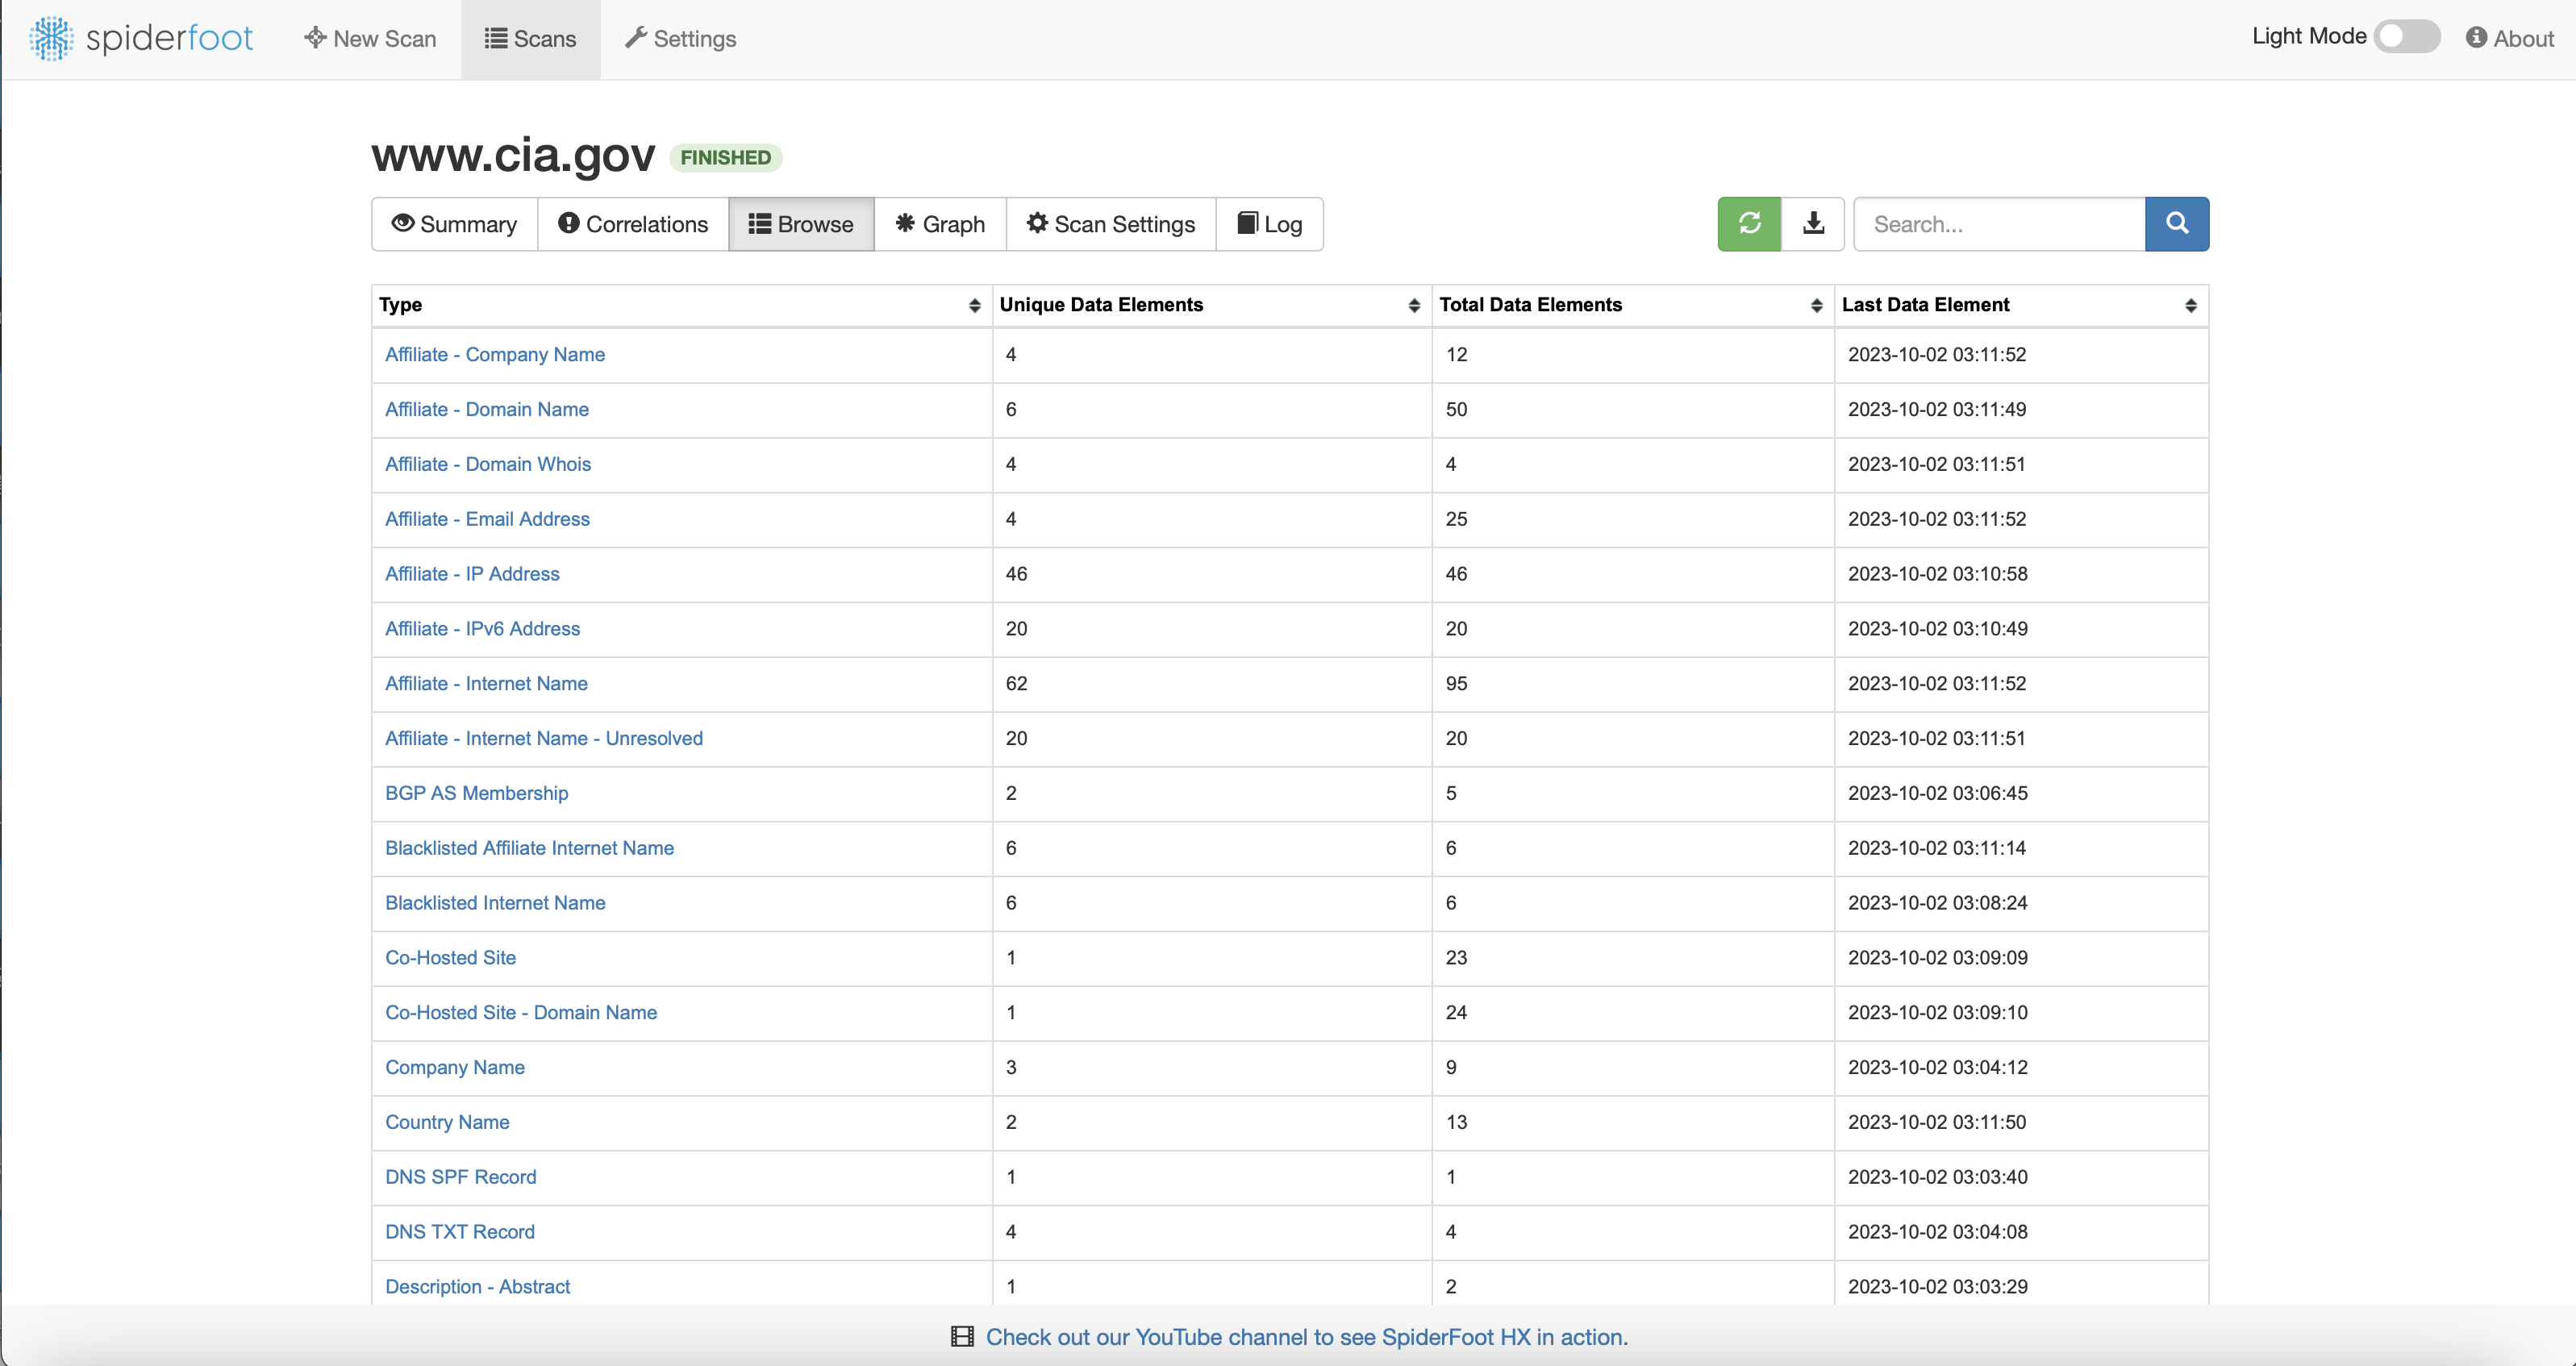 spiderfoot New Scan Scans Settings Light Mode About
www.cia.gov FINISHED
Summary Correlations Browse Graph Scan Settings Log Search...
Type Unique Data Elements Total Data Elements Last Data Element
Affiliate - Company Name 4 12 2023-10-02 03:11:52
Affiliate - Domain Name 6 50 2023-10-02 03:11:49
Affiliate - Domain Whois 4 4 2023-10-02 03:11:51
Affiliate - Email Address 4 25 2023-10-02 03:11:52
Affiliate - IP Address 46 46 2023-10-02 03:10:58
Affiliate - IPv6 Address 20 20 2023-10-02 03:10:49
Affiliate - Internet Name 62 95 2023-10-02 03:11:52
Affiliate - Internet Name - Unresolved 20 20 2023-10-02 03:11:51
BGP AS Membership 2 5 2023-10-02 03:06:45
Blacklisted Affiliate Internet Name 6 6 2023-10-02 03:11:14
Blacklisted Internet Name 6 6 2023-10-02 03:08:24
Co-Hosted Site 1 23 2023-10-02 03:09:09
Co-Hosted Site - Domain Name 1 24 2023-10-02 03:09:10
Company Name 3 9 2023-10-02 03:04:12
Country Name 2 13 2023-10-02 03:11:50
DNS SPF Record 1 1 2023-10-02 03:03:40
DNS TXT Record 4 4 2023-10-02 03:04:08
Description - Abstract 1 2 2023-10-02 03:03:29
Check out our YouTube channel to see SpiderFoot HX in action.